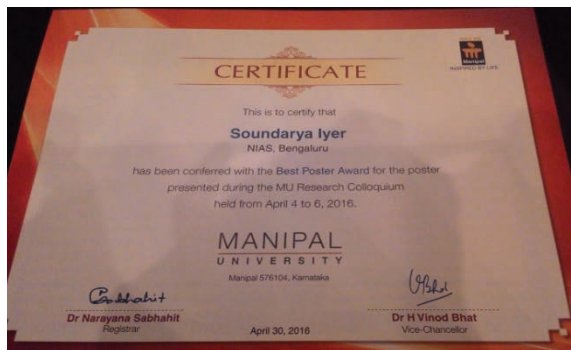 CERTIFICATE
Manipal
INSPIRED BY LIFE
This is to certify that
Soundarya Iyer
NIAS, Bengaluru
has been conferred with the Best Poster Award for the poster
presented during the MU Research Colloquium
held from April 4 to 6, 2016.
MANIPAL
UNIVERSITY
Manipal 576104, Karnataka
Dr Narayana Sabhahit
Registrar
April 30, 2016
Dr H Vinod Bhat
Vice-Chancellor